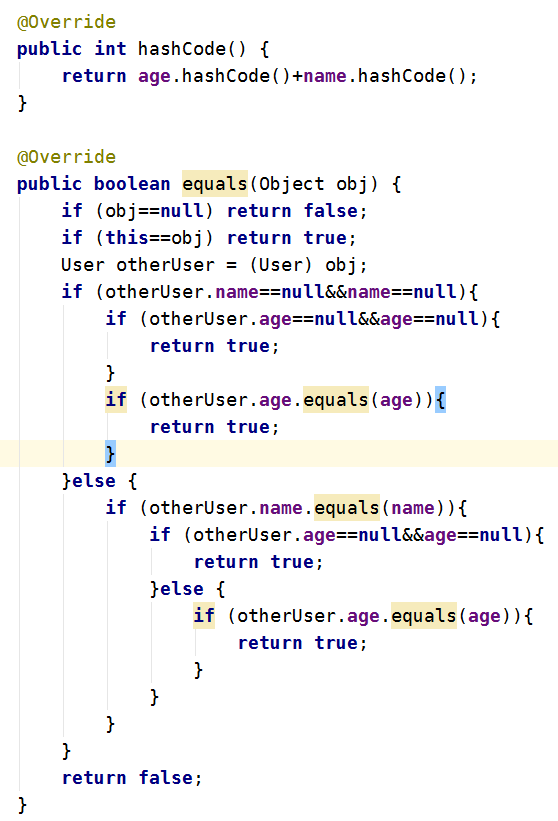 @Override
public int hashCode() {
    return age.hashCode()+name.hashCode();
}

@Override
public boolean equals(Object obj) {
    if (obj==null) return false;
    if (this==obj) return true;
    User otherUser = (User) obj;
    if (otherUser.name==null&&name==null){
        if (otherUser.age==null&&age==null){
            return true;
        }
        if (otherUser.age.equals(age)){
            return true;
        }
    }else {
        if (otherUser.name.equals(name)){
            if (otherUser.age==null&&age==null){
                return true;
            }else {
                if (otherUser.age.equals(age)){
                    return true;
                }
            }
        }
    }
    return false;
}